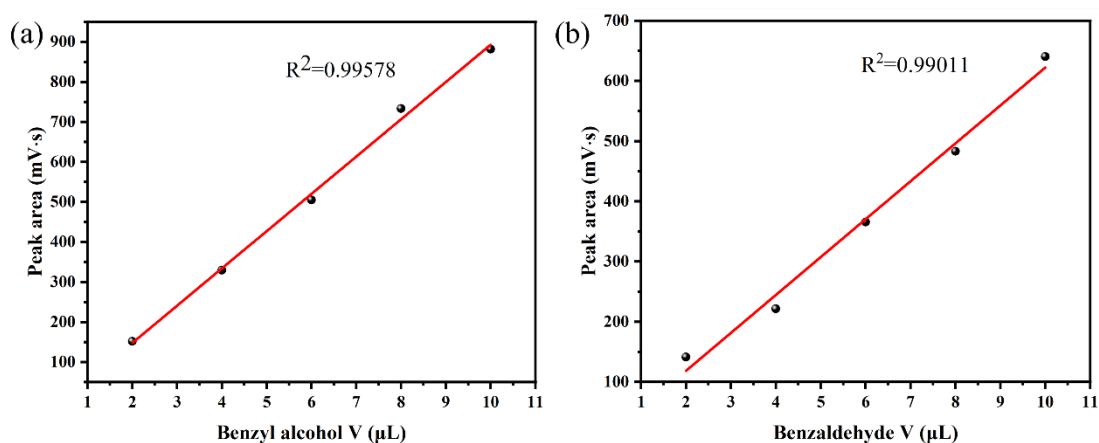 (a)
R2=0.99578
Peak area (mV·s)
900
800
700
600
500
400
300
200
100
1 2 3 4 5 6 7 8 9 10 11
Benzyl alcohol V (μL)
(b)
R²=0.99011
Peak area (mV·s)
700
600
500
400
300
200
100
1 2 3 4 5 6 7 8 9 10 11
Benzaldehyde V (μL)